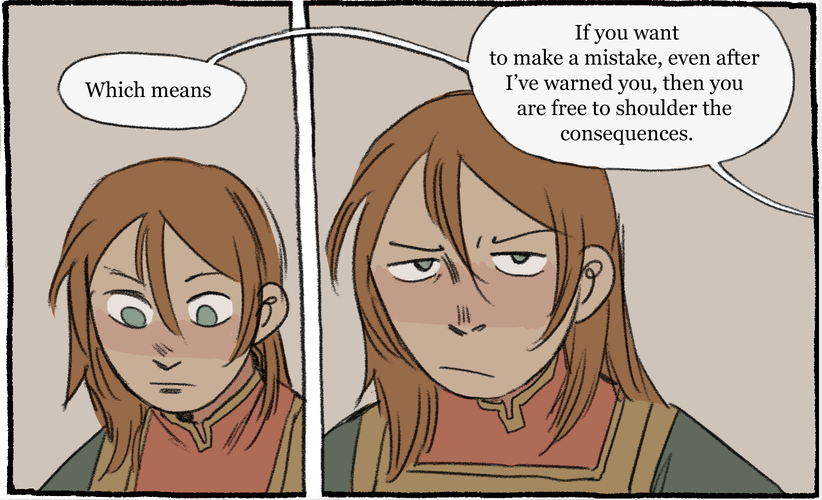 Which means
If you want
to make a mistake, even after
I’ve warned you, then you
are free to shoulder the
consequences.